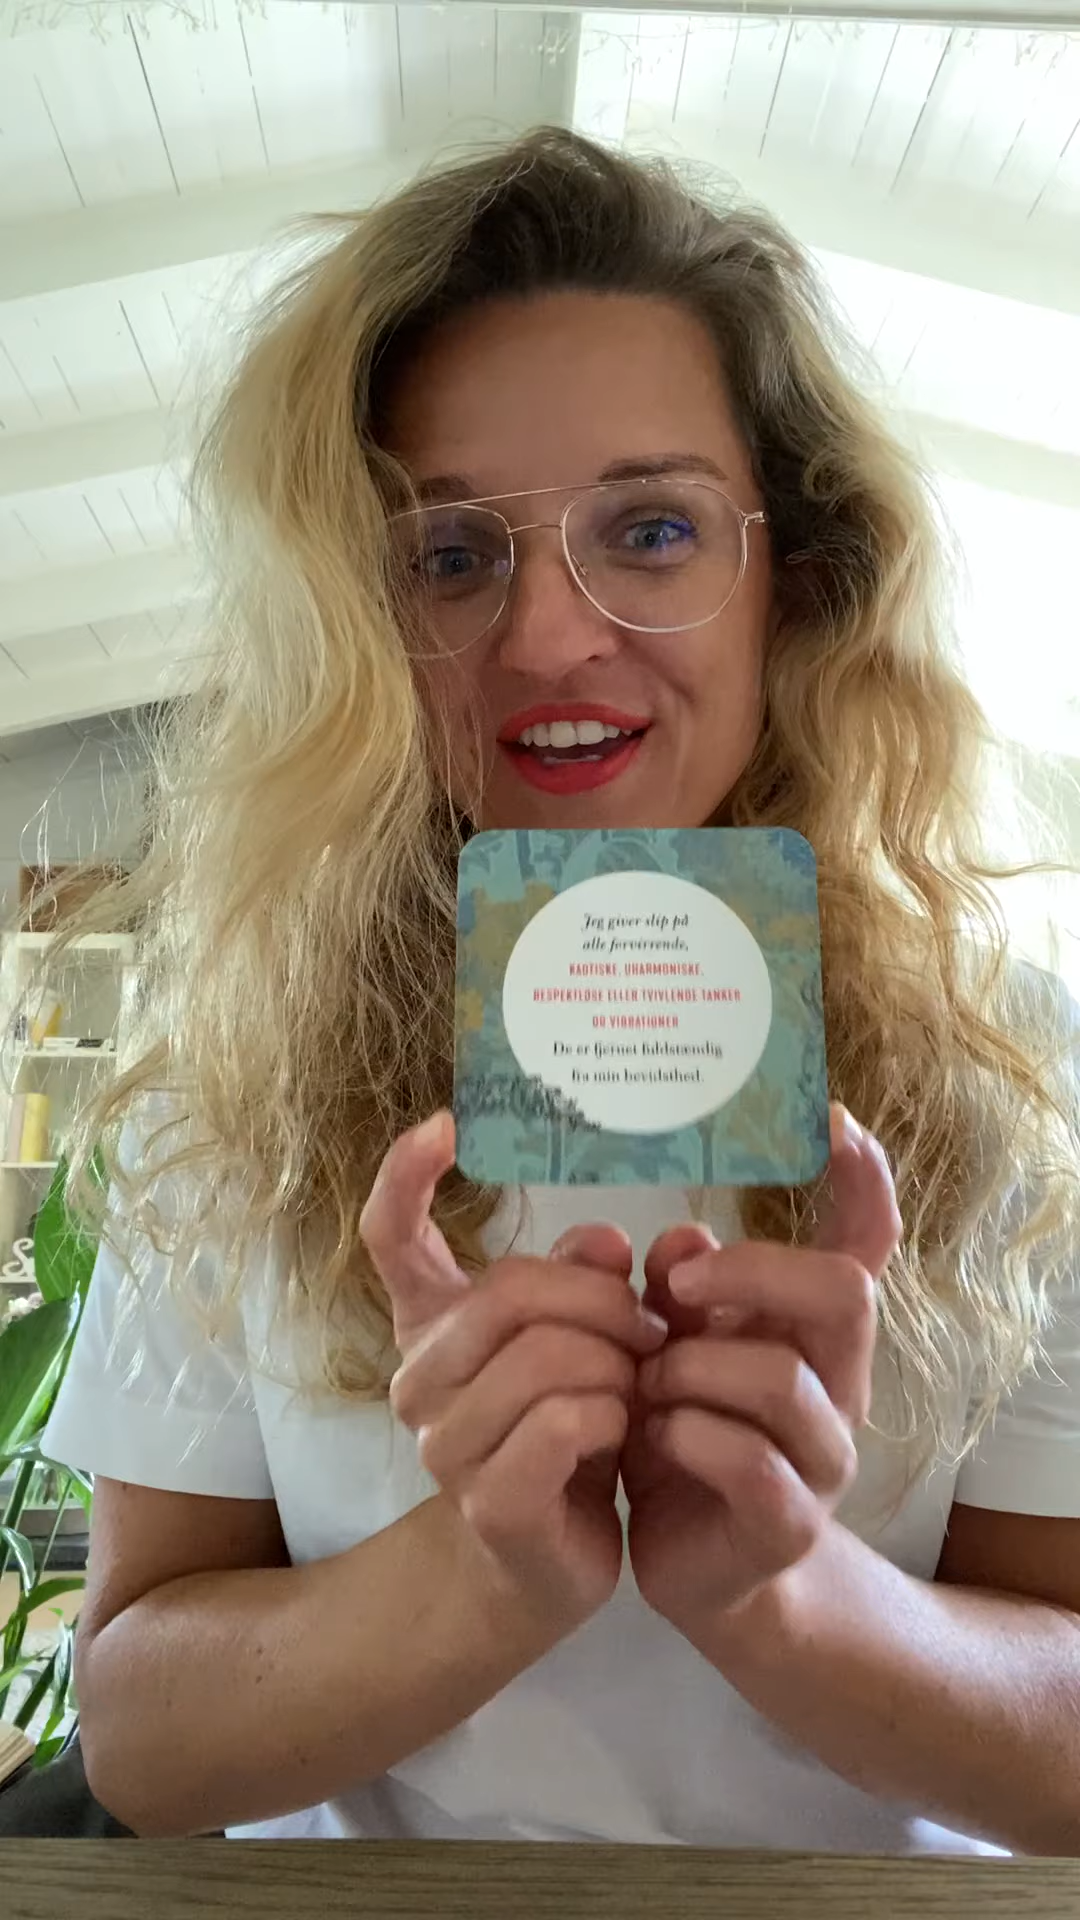 Jeg giver slip på
alle forvirrende,
KAOTISKE, UHARMONISKE,
RESPEKTLØSE ELLER TVIVLENDE TANKER
OG VIBRATIONER
De er fjernet fuldstændig
fra min bevidsthed.
S